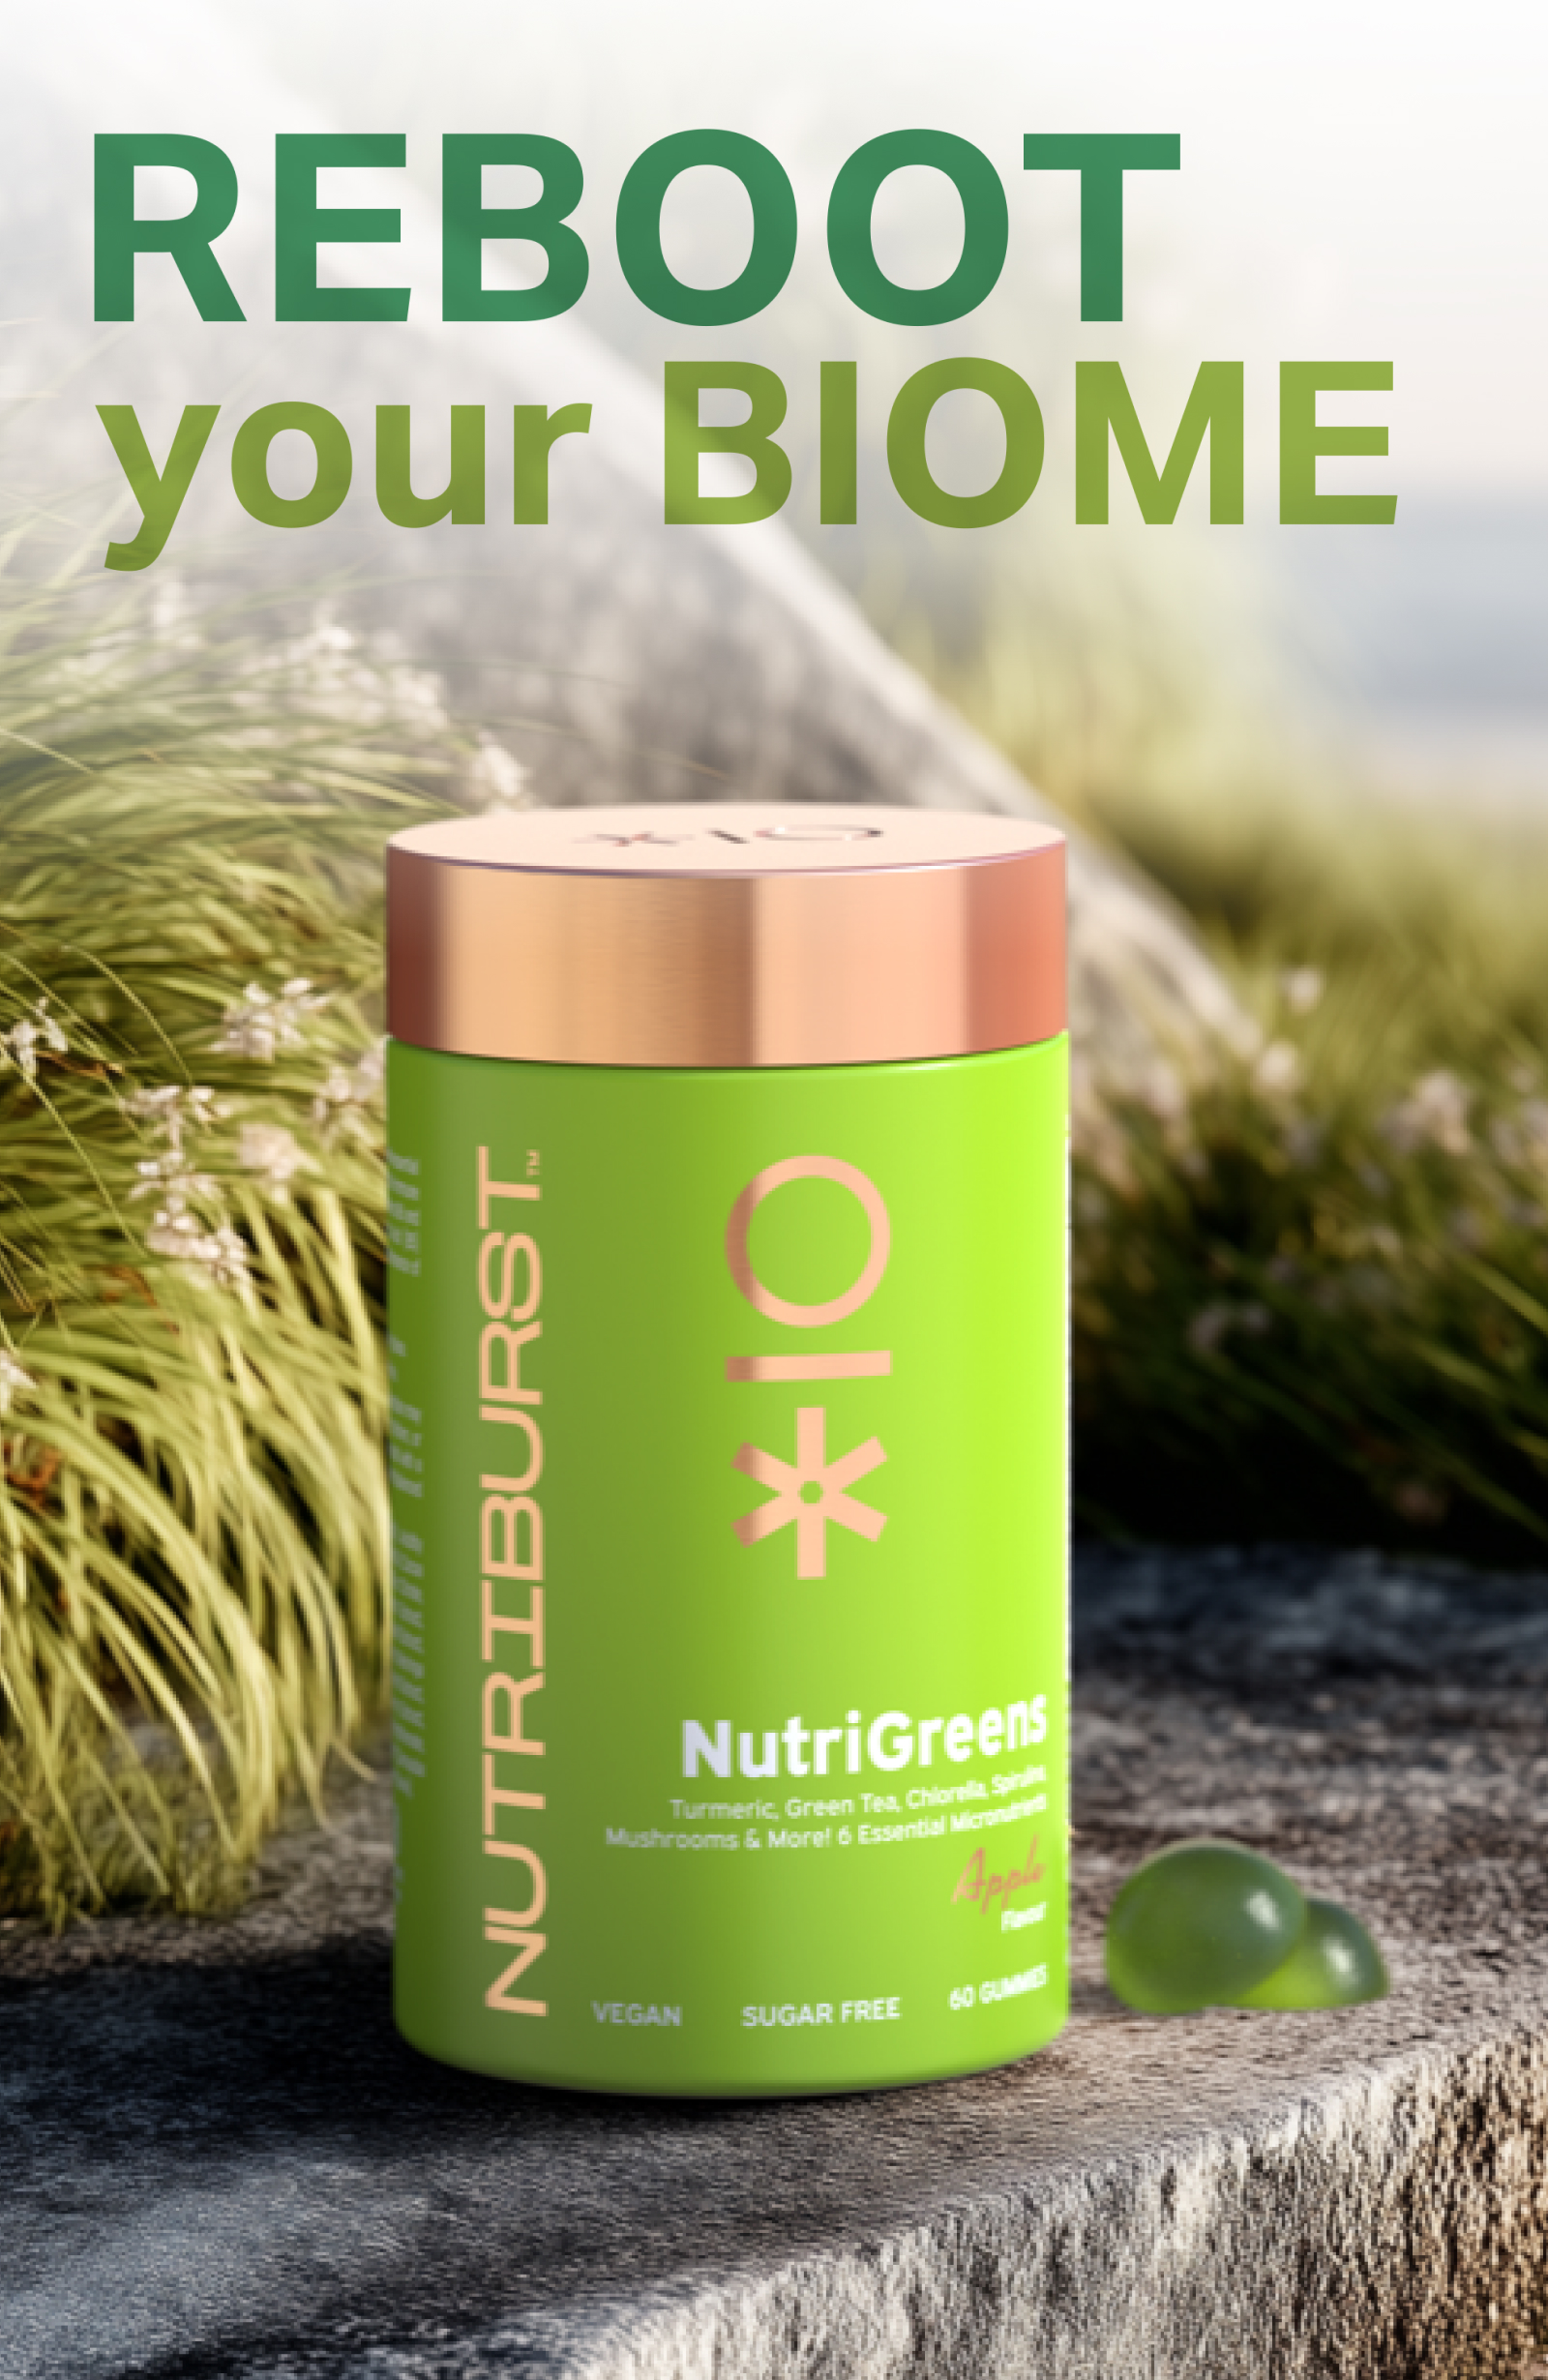 REBOOT
your BIOME
NUTRIBURST™
NutriGreens
Turmeric, Green Tea, Chlorella, Spirulina,
Mushrooms & More! 6 Essential Micronutrients
Apple
Flavour
VEGAN SUGAR FREE 60 GUMMIES